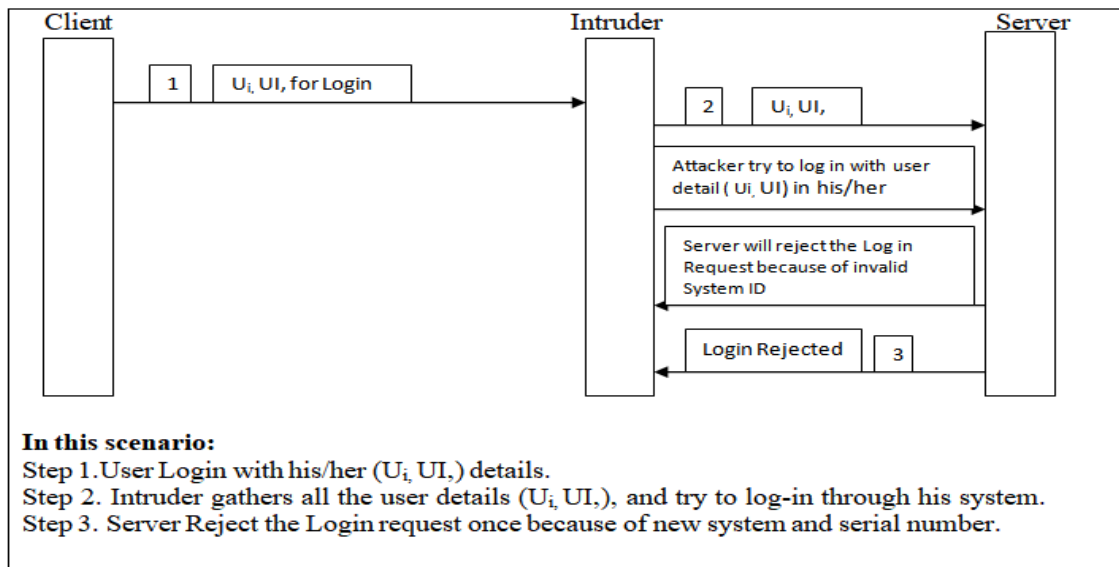 Client Intruder Server
1 Ui, UI, for Login
2 Ui, UI,
Attacker try to log in with user
detail ( Ui, UI) in his/her
Server will reject the Log in
Request because of invalid
System ID
Login Rejected 3
In this scenario:
Step 1.User Login with his/her (Ui, UI,) details.
Step 2. Intruder gathers all the user details (Ui, UI,), and try to log-in through his system.
Step 3. Server Reject the Login request once because of new system and serial number.